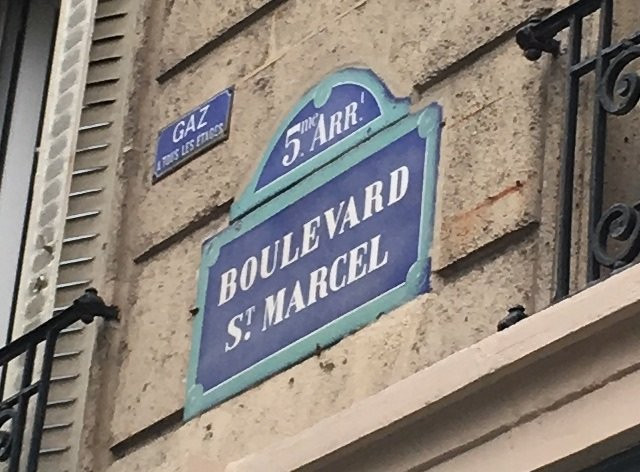 GAZ
A TOUS LES ETAGES
5me ARRt
BOULEVARD
ST MARCEL